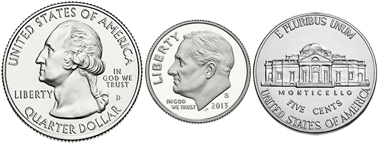 UNITED STATES OF AMERICA
LIBERTY
IN
GOD WE
TRUST
D
QUARTER DOLLAR
LIBERTY
IN GOD
WE TRUST
S
2013
E PLURIBUS UNUM
MONTICELLO
FIVE CENTS
UNITED STATES OF AMERICA